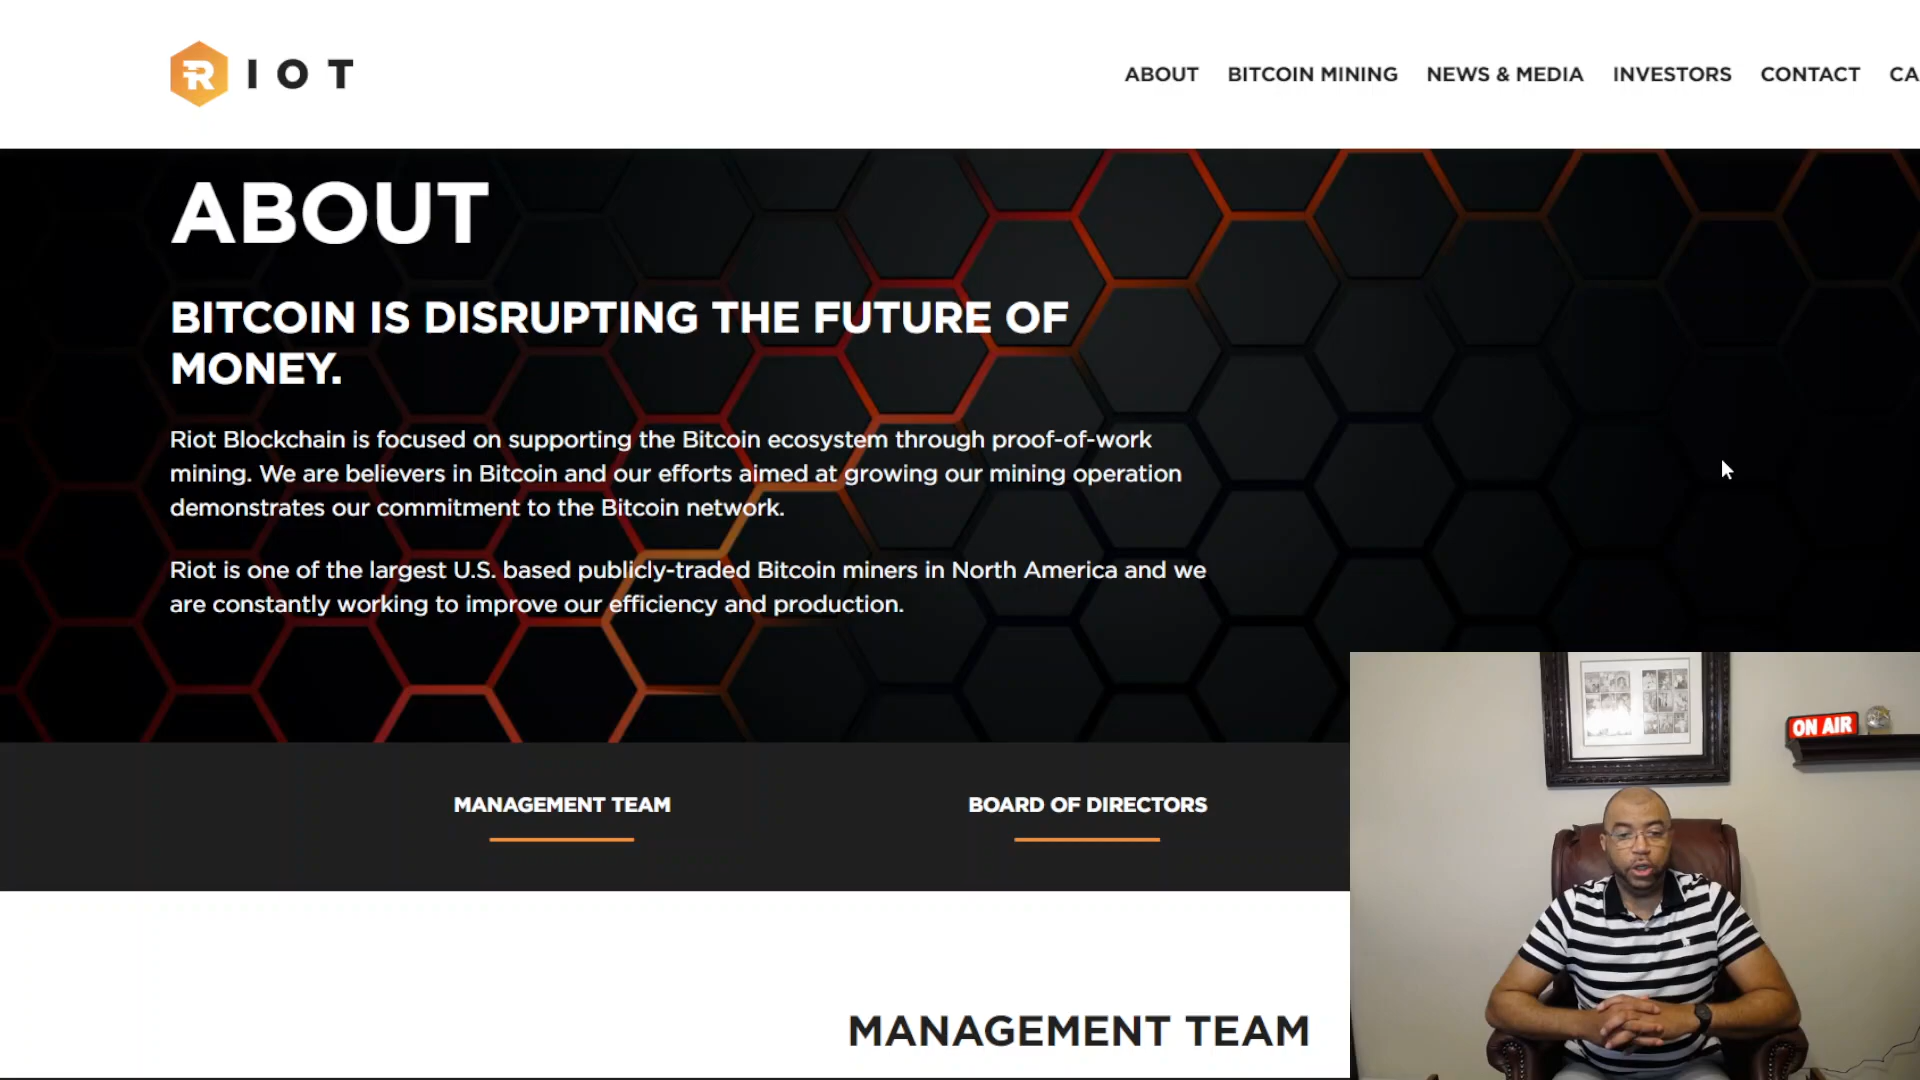 R IOT
ABOUT BITCOIN MINING NEWS & MEDIA INVESTORS CONTACT CA
ABOUT
BITCOIN IS DISRUPTING THE FUTURE OF
MONEY.
Riot Blockchain is focused on supporting the Bitcoin ecosystem through proof-of-work
mining. We are believers in Bitcoin and our efforts aimed at growing our mining operation
demonstrates our commitment to the Bitcoin network.
Riot is one of the largest U.S. based publicly-traded Bitcoin miners in North America and we
are constantly working to improve our efficiency and production.
ON AIR
MANAGEMENT TEAM BOARD OF DIRECTORS
MANAGEMENT TEAM